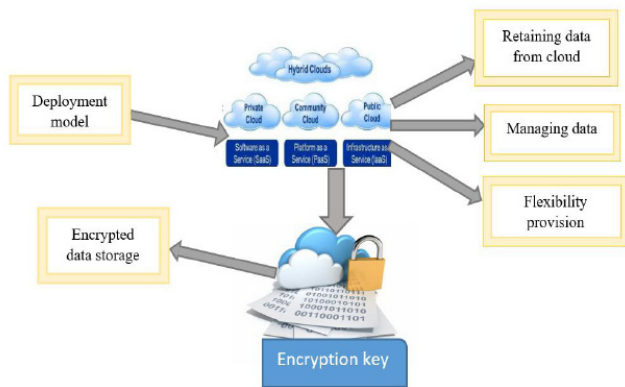 Retaining data
from cloud
Hybrid Clouds
Deployment
model
Private
Cloud
Community
Cloud
Public
Cloud
Managing data
Software as a
Service (SaaS)
Platform as a
Service (PaaS)
Infrastructure as a
Service (IaaS)
Flexibility
provision
Encrypted
data storage
Encryption key